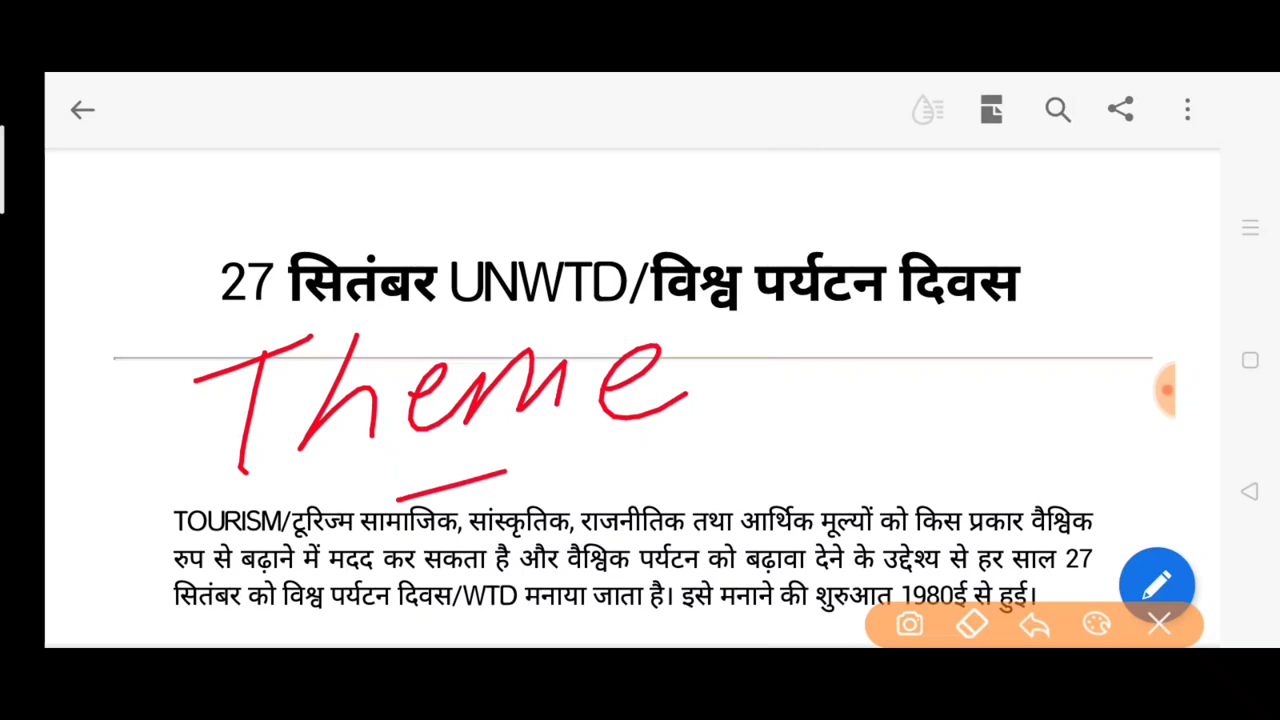 27 सितंबर UNWTD/विश्व पर्यटन दिवस
Theme
TOURISM/टूरिज्म सामाजिक, सांस्कृतिक, राजनीतिक तथा आर्थिक मूल्यों को किस प्रकार वैश्विक
रुप से बढ़ाने में मदद कर सकता है और वैश्विक पर्यटन को बढ़ावा देने के उद्देश्य से हर साल 27
सितंबर को विश्व पर्यटन दिवस/WTD मनाया जाता है। इसे मनाने की शुरुआत 1980ई से हुई।